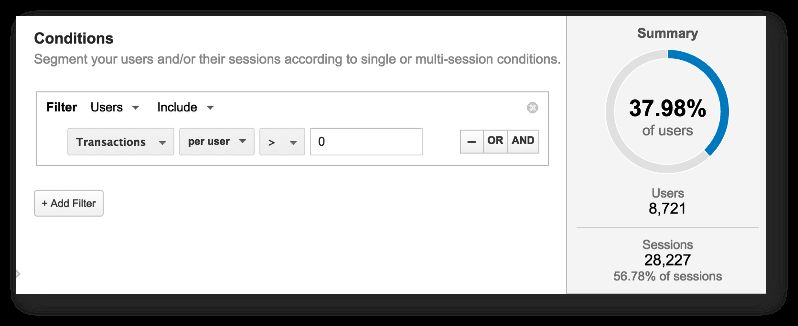 Conditions
Segment your users and/or their sessions according to single or multi-session conditions.
Filter Users Include
Transactions per user > 0 – OR AND
+ Add Filter
Summary
37.98%
of users
Users
8,721
Sessions
28,227
56.78% of sessions